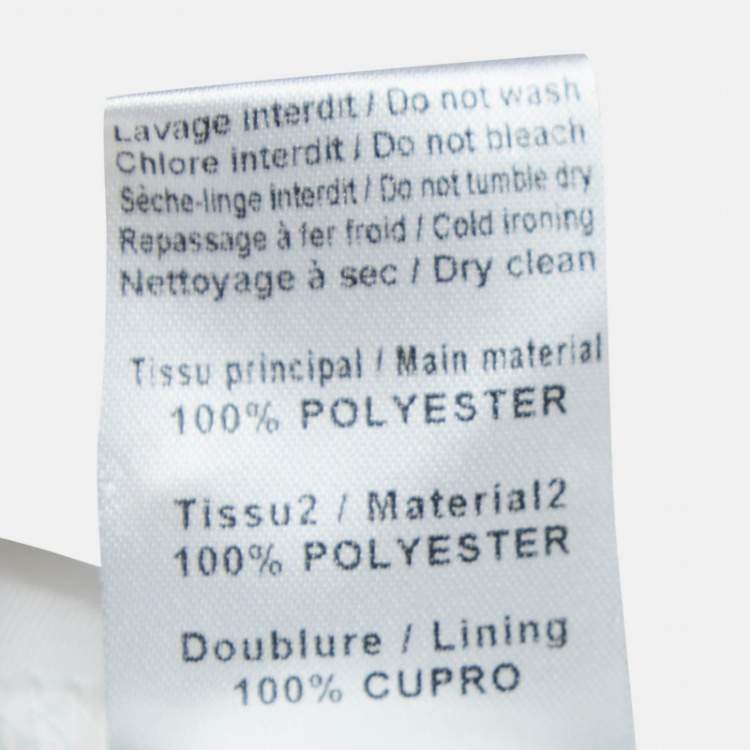 Lavage interdit / Do not wash
Chlore interdit / Do not bleach
Sèche-linge interdit / Do not tumble dry
Repassage à fer froid / Cold ironing
Nettoyage à sec / Dry clean
Tissu principal / Main material
100% POLYESTER
Tissu2 / Material2
100% POLYESTER
Doublure / Lining
100% CUPRO